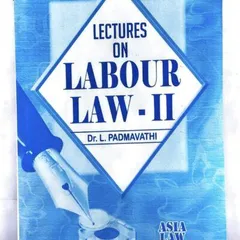 LECTURES
ON
LABOUR
LAW - II
Dr. L. PADMAVATHI
ASIA
LAW